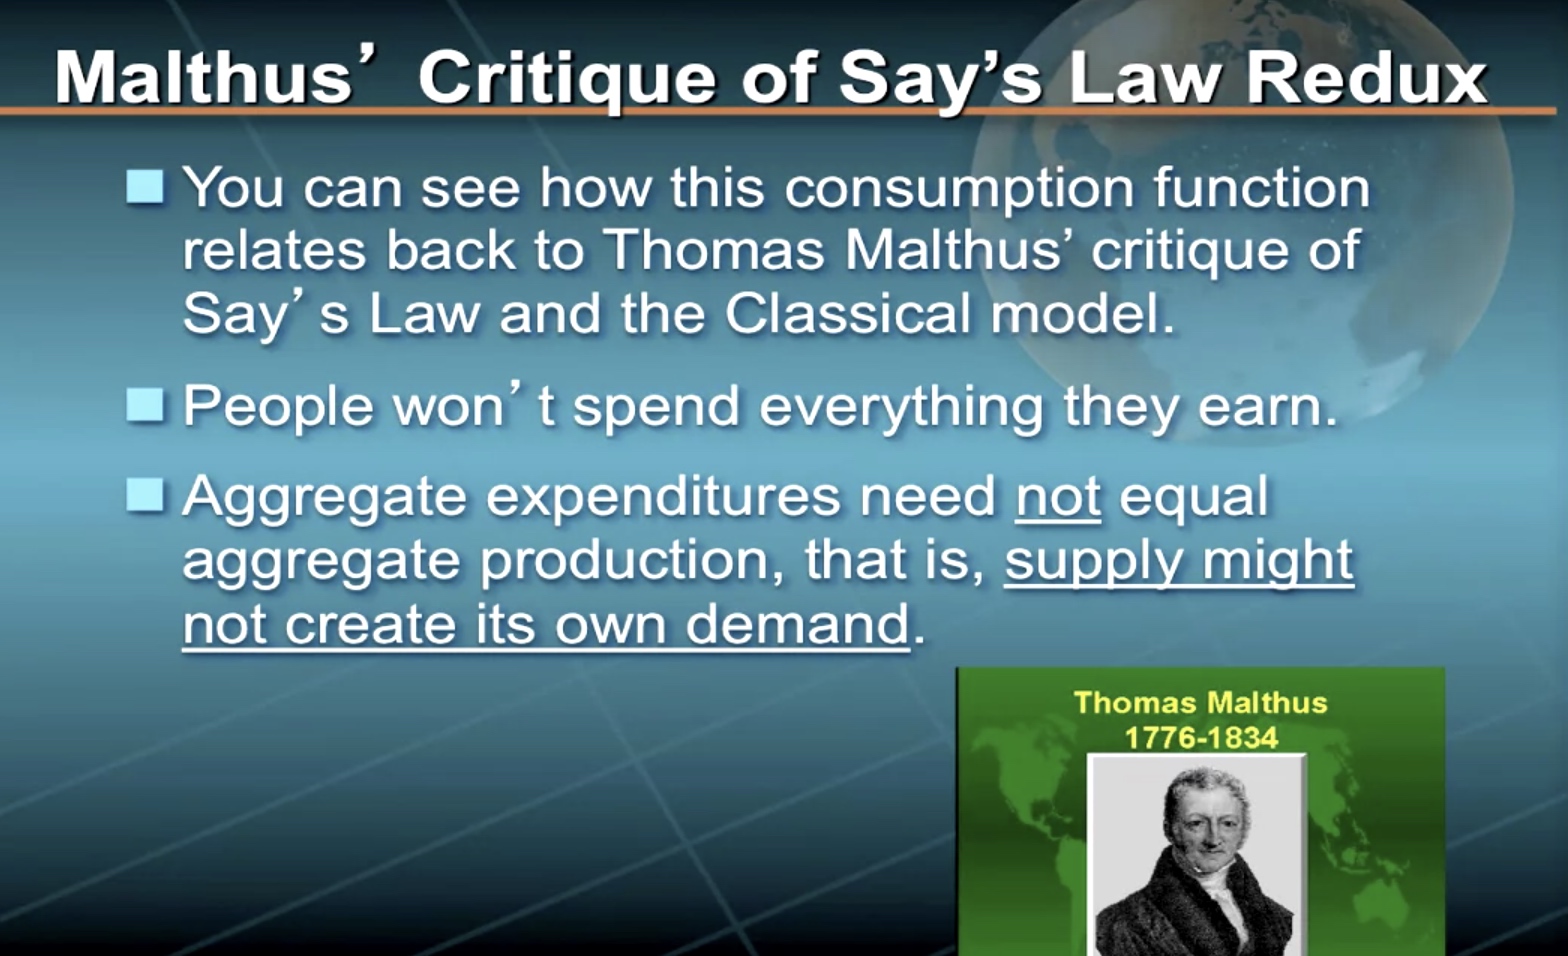 Malthus’ Critique of Say’s Law Redux
You can see how this consumption function
relates back to Thomas Malthus’ critique of
Say’s Law and the Classical model.
People won’t spend everything they earn.
Aggregate expenditures need not equal
aggregate production, that is, supply might
not create its own demand.
Thomas Malthus
1776-1834